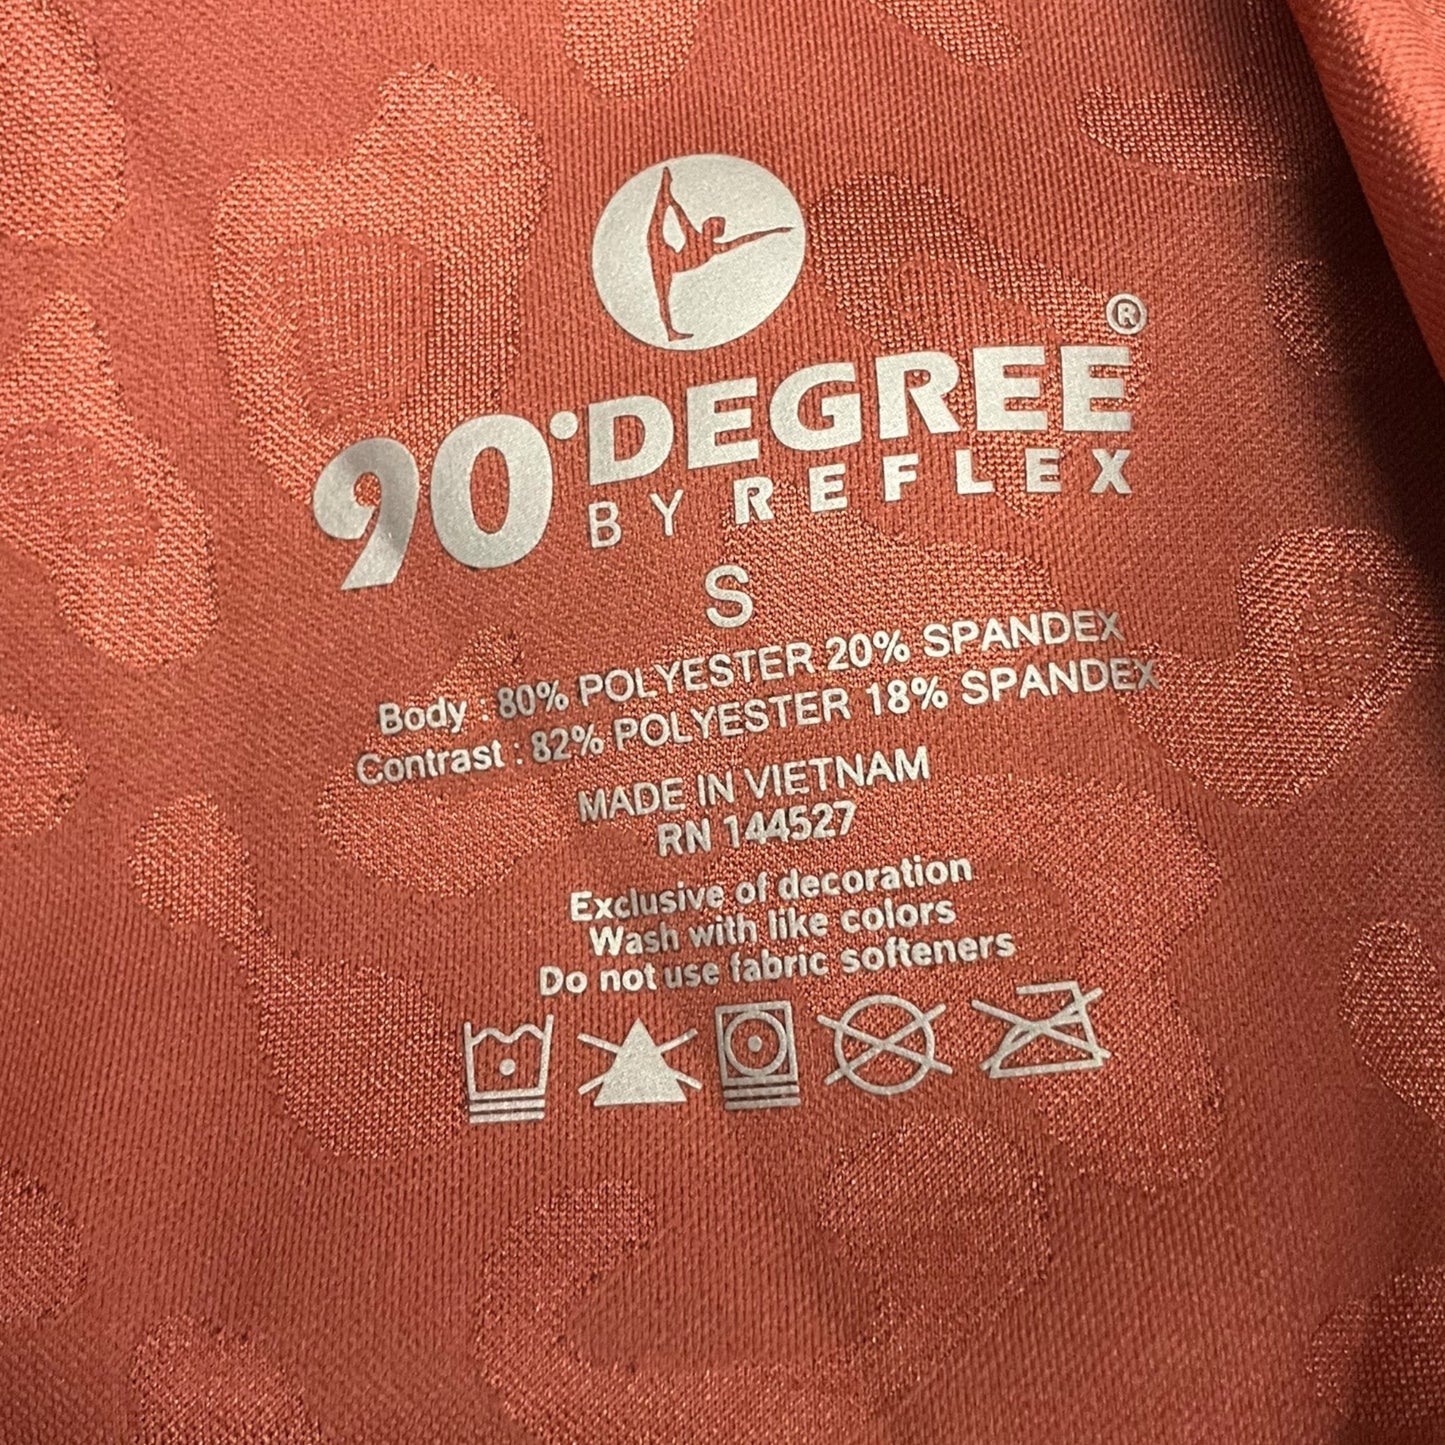 90°DEGREE®
BY REFLEX
S
Body : 80% POLYESTER 20% SPANDEX
Contrast : 82% POLYESTER 18% SPANDEX
MADE IN VIETNAM
RN 144527
Exclusive of decoration
Wash with like colors
Do not use fabric softeners